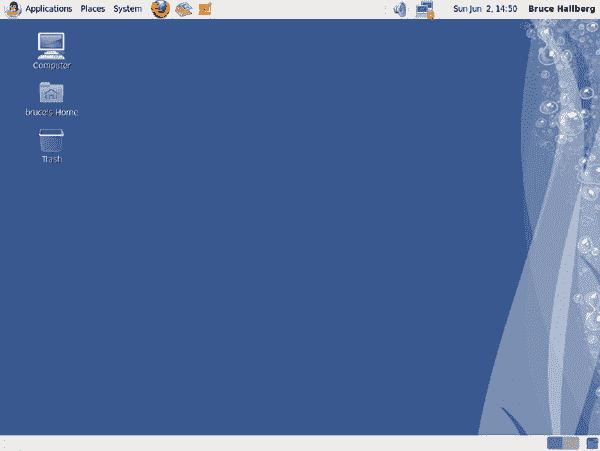 Applications Places System Sun Jun 2, 14:50 Bruce Hallberg
Computer
bruce's Home
Trash